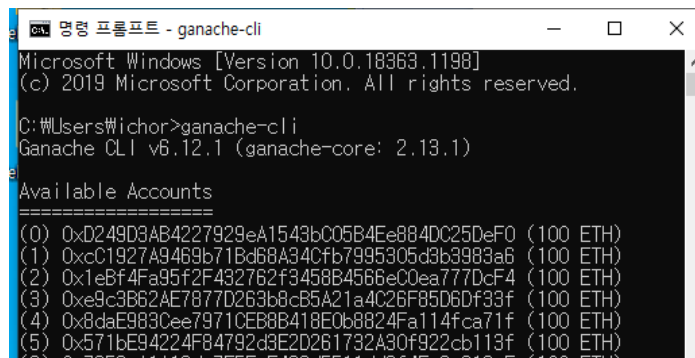 명령 프롬프트 - ganache-cli
Microsoft Windows [Version 10.0.18363.1198]
(c) 2019 Microsoft Corporation. All rights reserved.
C:₩Users₩ichor>ganache-cli
Ganache CLI v6.12.1 (ganache-core: 2.13.1)
Available Accounts
==================
(0) 0xD249D3AB4227929eA1543bC05B4Ee884DC25DeF0 (100 ETH)
(1) 0xcC1927A9469b71Bd68A34Cfb7995305d3b3983a6 (100 ETH)
(2) 0x1eBf4Fa95f2F432762f3458B4566eC0ea777DcF4 (100 ETH)
(3) 0xe9c3B62AE7877D263b8cB5A21a4C26F85D6Df33f (100 ETH)
(4) 0x8daE983Cee7971CEB8B418E0b8824Fa114fca71f (100 ETH)
(5) 0x571bE94224F84792d3E2D261732A30f922cb113f (100 ETH)